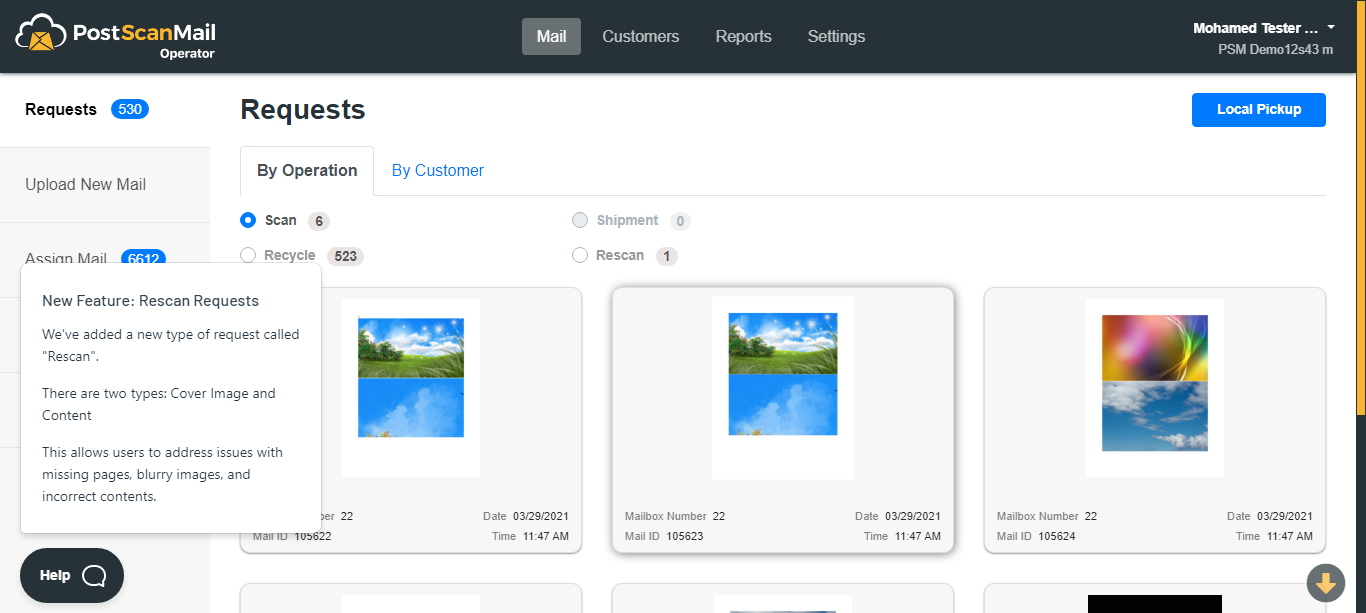 PostScanMail
Operator
Mail
Customers
Reports
Settings
Mohamed Tester ...
PSM Demo12s43 m
Requests 530
Upload New Mail
Assign Mail 6612
Requests
Local Pickup
By Operation
By Customer
Scan 6
Shipment 0
Recycle 523
Rescan 1
New Feature: Rescan Requests
We've added a new type of request called
"Rescan".
There are two types: Cover Image and
Content
This allows users to address issues with
missing pages, blurry images, and
incorrect contents.
22 Date 03/29/2021
Mail ID 105622 Time 11:47 AM
Mailbox Number 22 Date 03/29/2021
Mail ID 105623 Time 11:47 AM
Mailbox Number 22 Date 03/29/2021
Mail ID 105624 Time 11:47 AM
Help